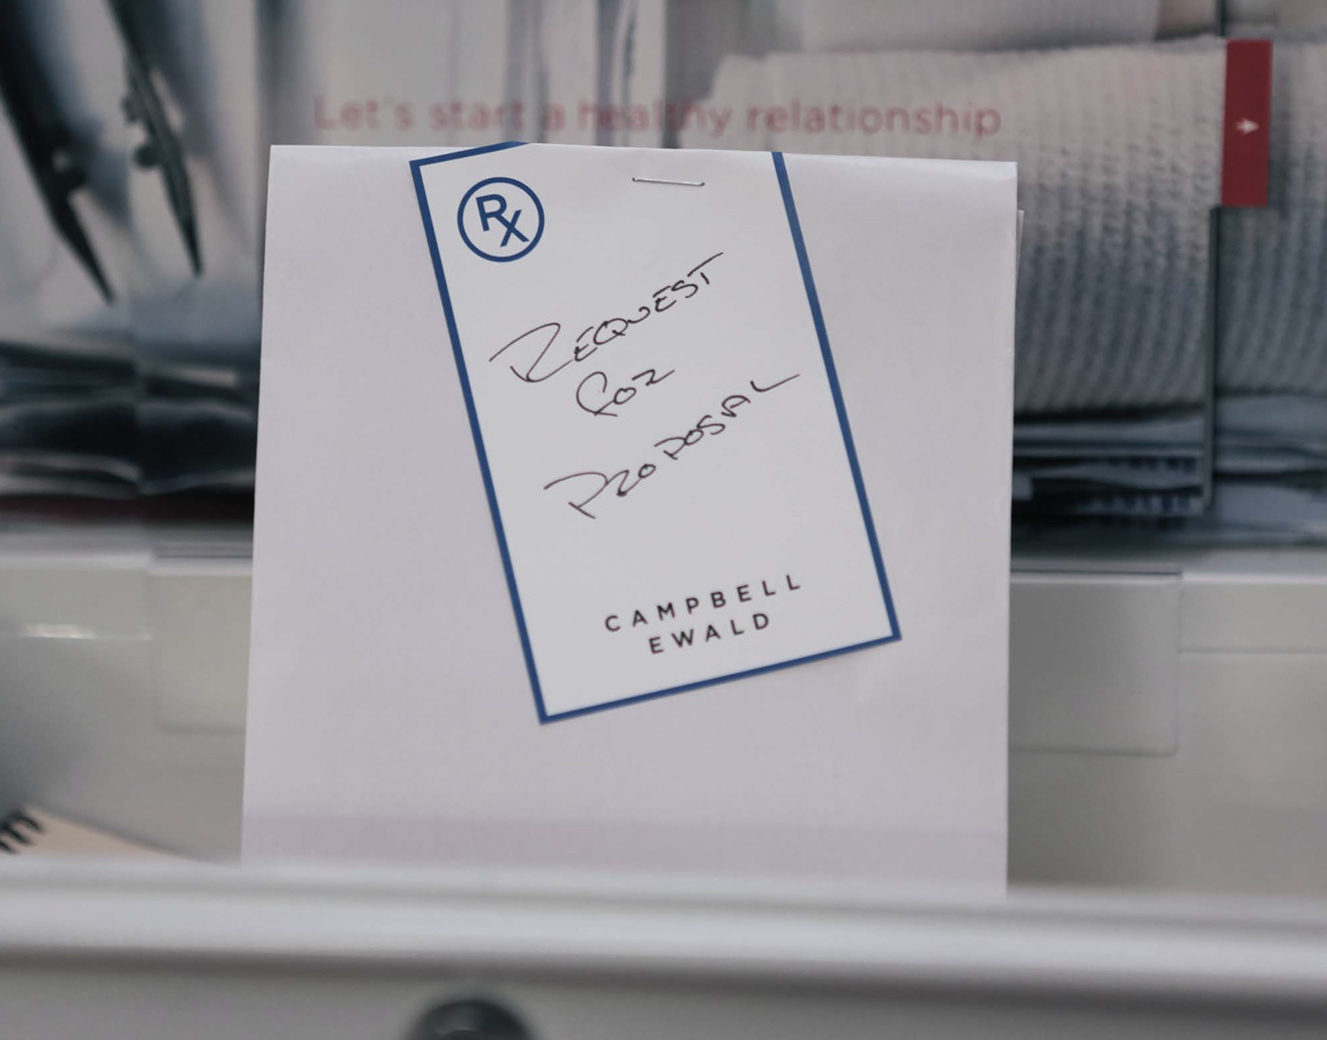 Let's start a healthy relationship
RX
REQUEST
FOR
PROPOSAL
CAMPBELL
EWALD